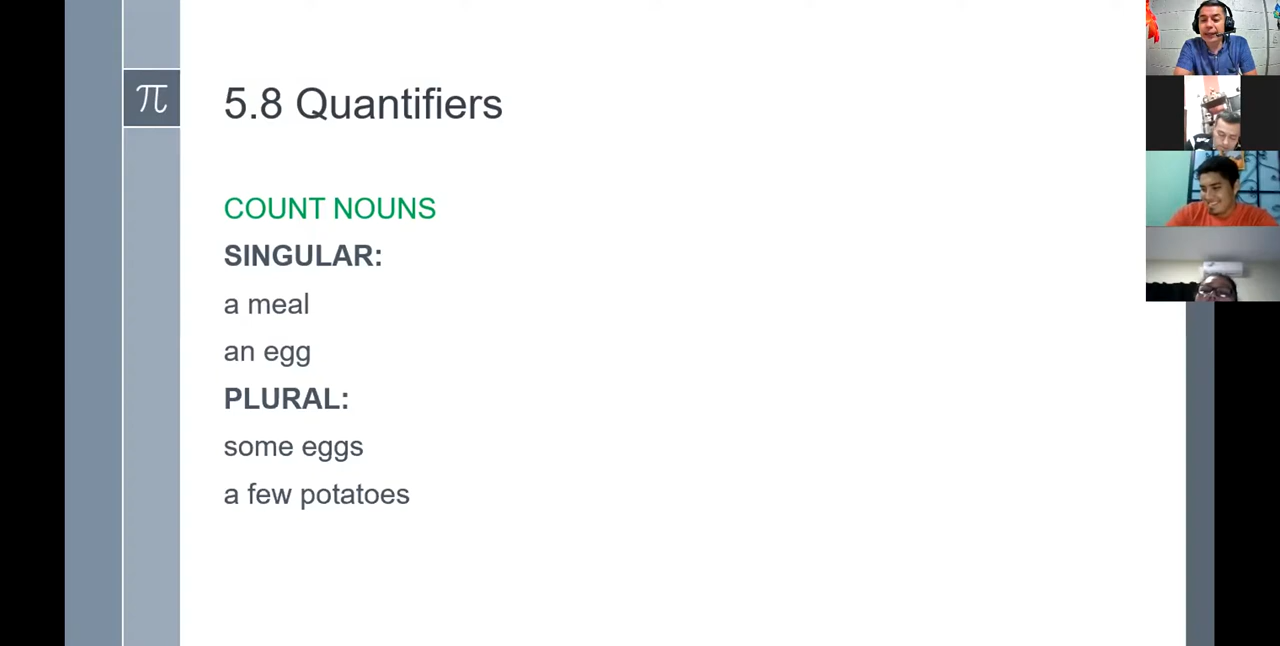 π
5.8 Quantifiers
COUNT NOUNS
SINGULAR:
a meal
an egg
PLURAL:
some eggs
a few potatoes